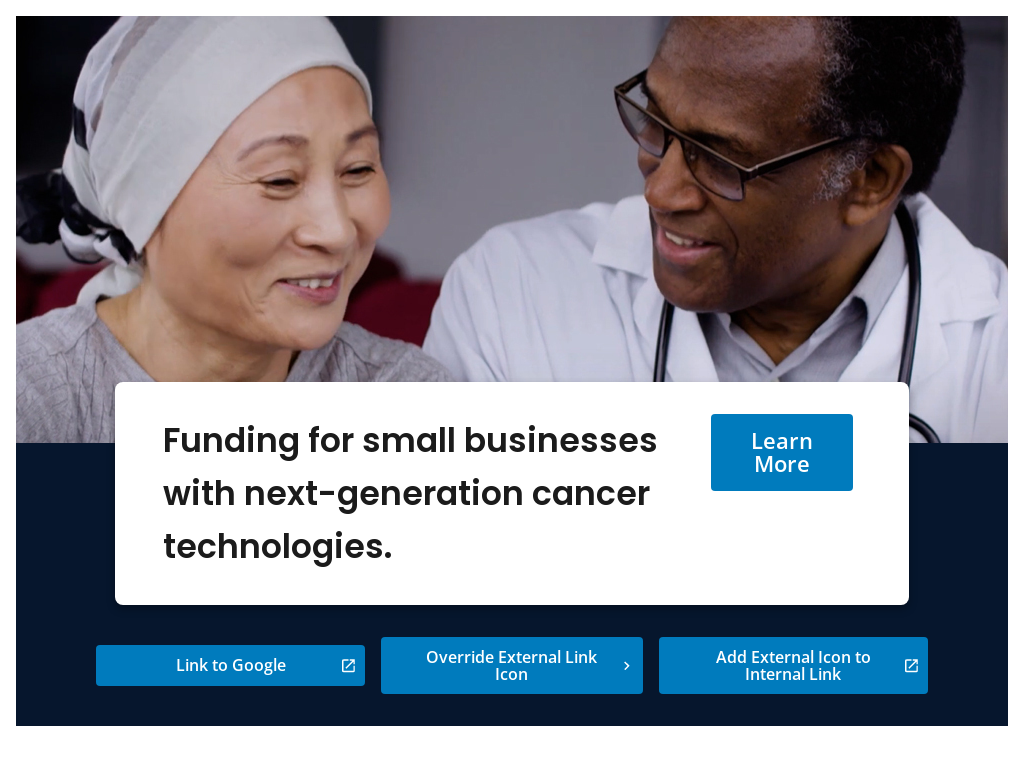 Funding for small businesses
with next-generation cancer
technologies.
Learn
More
Link to Google
Override External Link
Icon
Add External Icon to
Internal Link